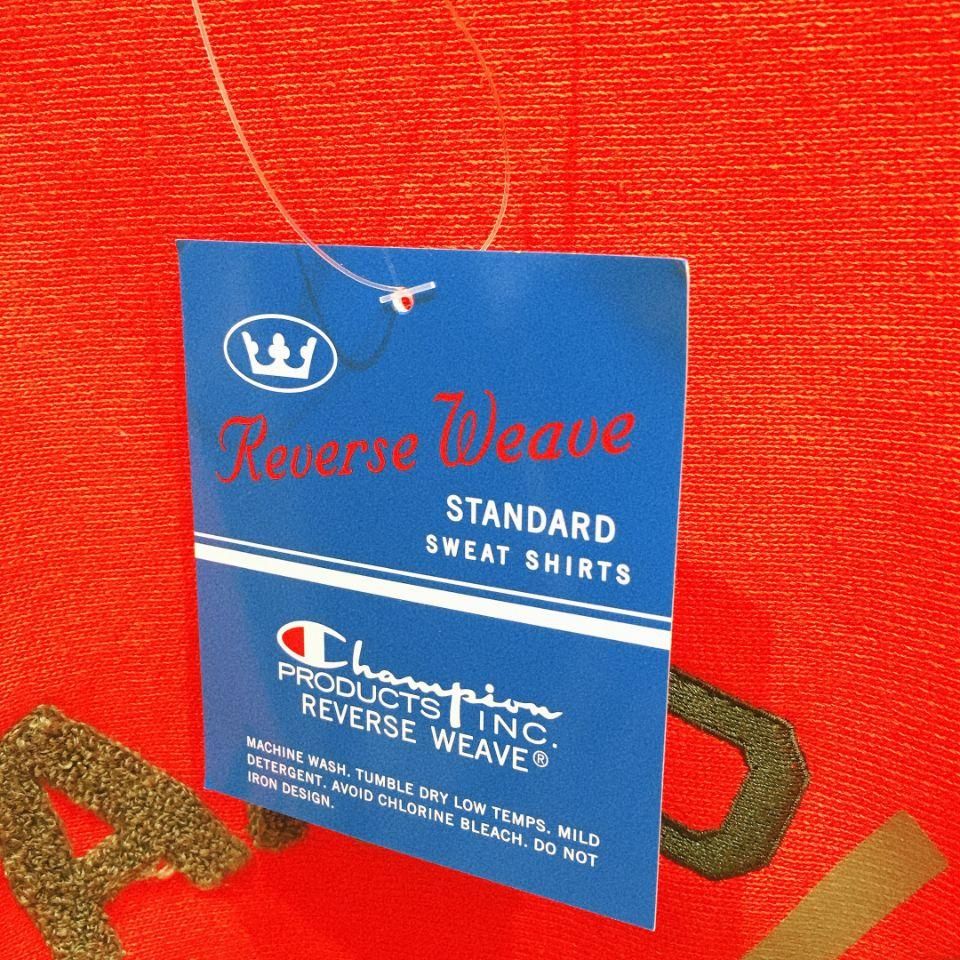 Reverse Weave
STANDARD
SWEAT SHIRTS
Champion
PRODUCTS INC.
REVERSE WEAVE®
MACHINE WASH. TUMBLE DRY LOW TEMPS. MILD
DETERGENT. AVOID CHLORINE BLEACH. DO NOT
IRON DESIGN.
A